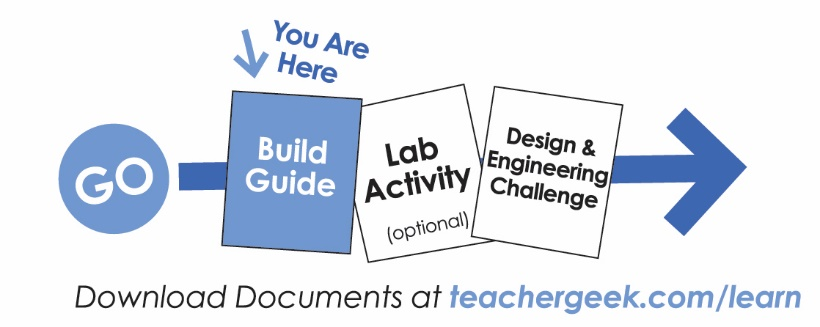 You Are
Here
GO
Build
Guide
Lab
Activity
(optional)
Design &
Engineering
Challenge
Download Documents at teachergeek.com/learn